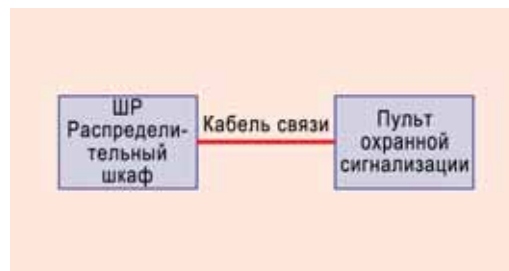 ШР
Распредели-
тельный
шкаф
Кабель связи
Пульт
охранной
сигнализации